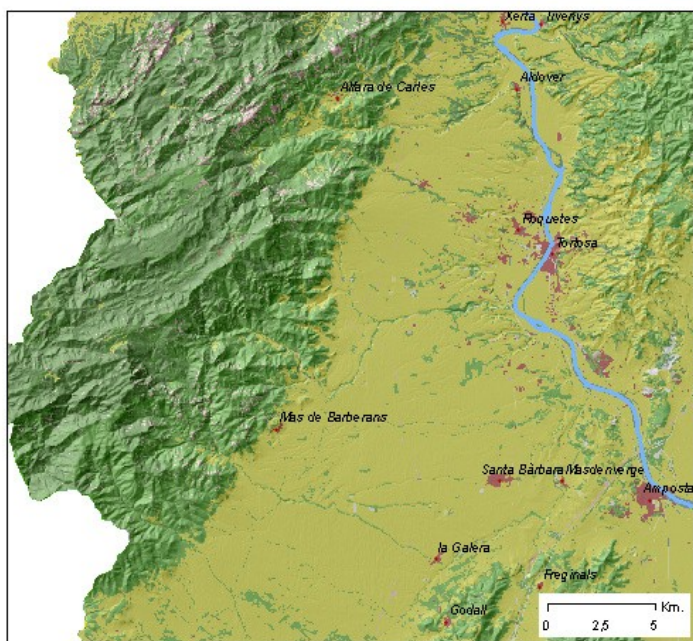 Xerta
Tivenys
Aldover
Alfara de Carles
Roquetes
Tortosa
Mas de Barberans
Santa Bàrbara
Masdenverge
Amposta
la Galera
Freginals
Godall
Km.
0 2,5 5